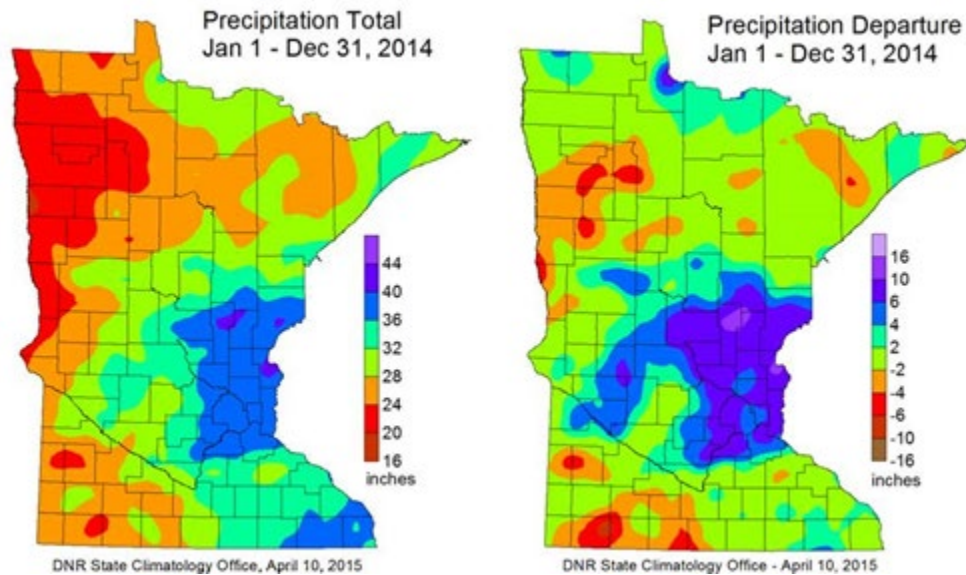 Precipitation Total
Jan 1 - Dec 31, 2014
44
40
36
32
28
24
20
16
inches
DNR State Climatology Office, April 10, 2015
Precipitation Departure
Jan 1 - Dec 31, 2014
16
10
6
4
2
-2
-4
-6
-10
-16
inches
DNR State Climatology Office - April 10, 2015